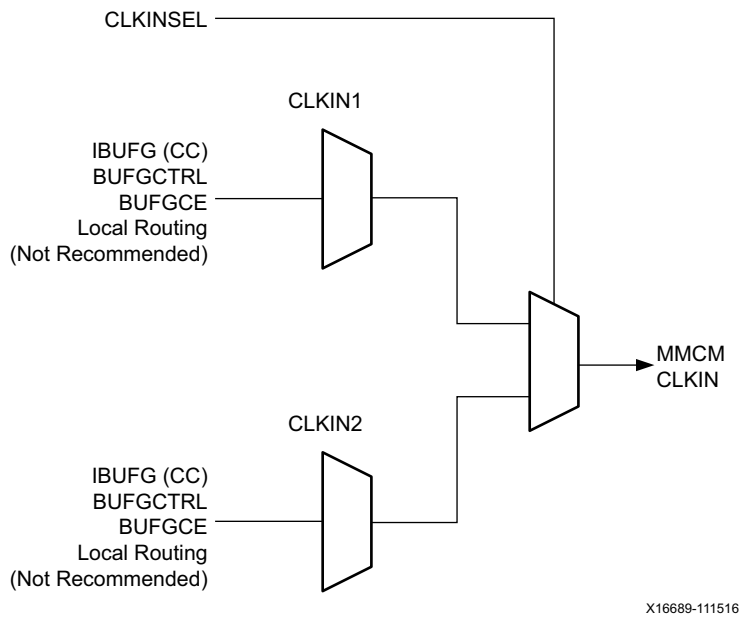 CLKINSEL
CLKIN1
IBUFG (CC)
BUFGCTRL
BUFGCE
Local Routing
(Not Recommended)
MMCM
CLKIN
CLKIN2
IBUFG (CC)
BUFGCTRL
BUFGCE
Local Routing
(Not Recommended)
X16689-111516